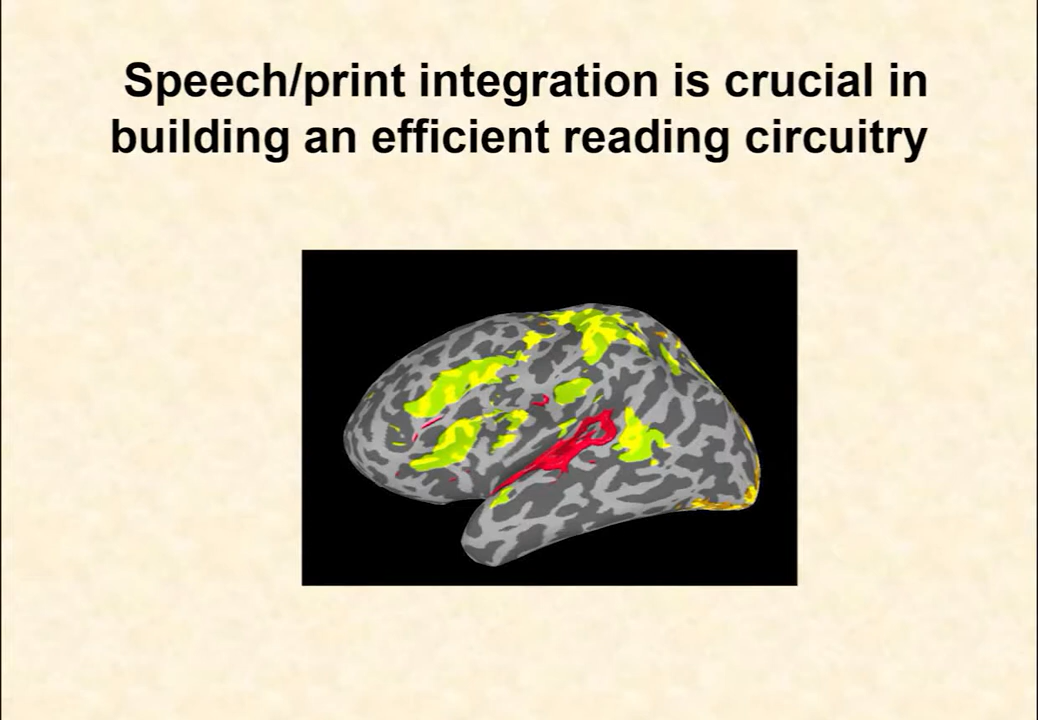 Speech/print integration is crucial in
building an efficient reading circuitry